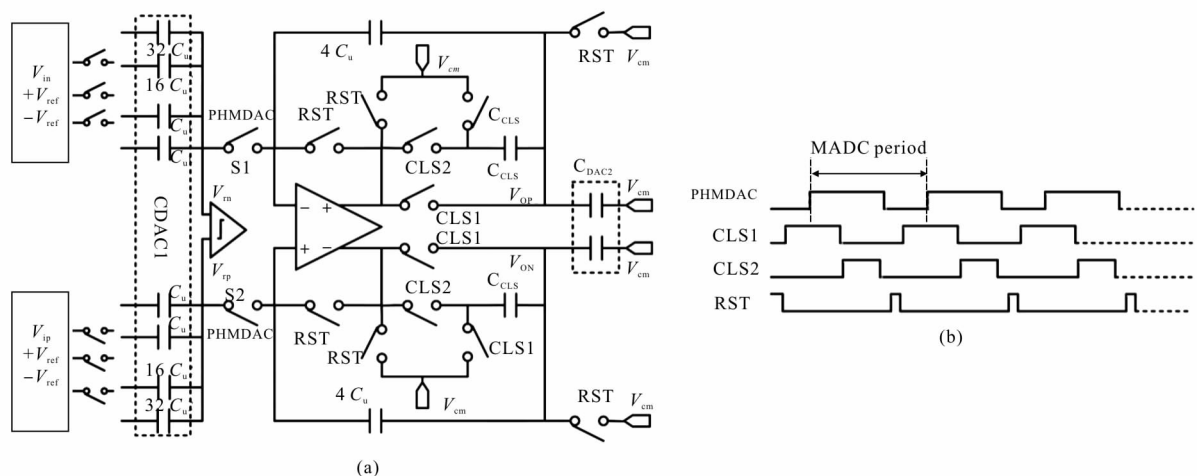 V_in
+V_ref
−V_ref
32 C_u
16 C_u
C_u
C_u
CDAC1
PHMDAC
S1
V_rn
V_rp
4 C_u
RST
RST
V_cm
C_CLS
C_CLS
CLS2
RST
V_cm
− +
+ −
CLS1
CLS1
V_OP
V_ON
C_DAC2
V_cm
V_cm
V_ip
+V_ref
−V_ref
C_u
C_u
16 C_u
32 C_u
S2
PHMDAC
RST
RST
CLS2
C_CLS
CLS1
V_cm
4 C_u
RST
V_cm
(a)
MADC period
PHMDAC
CLS1
CLS2
RST
(b)